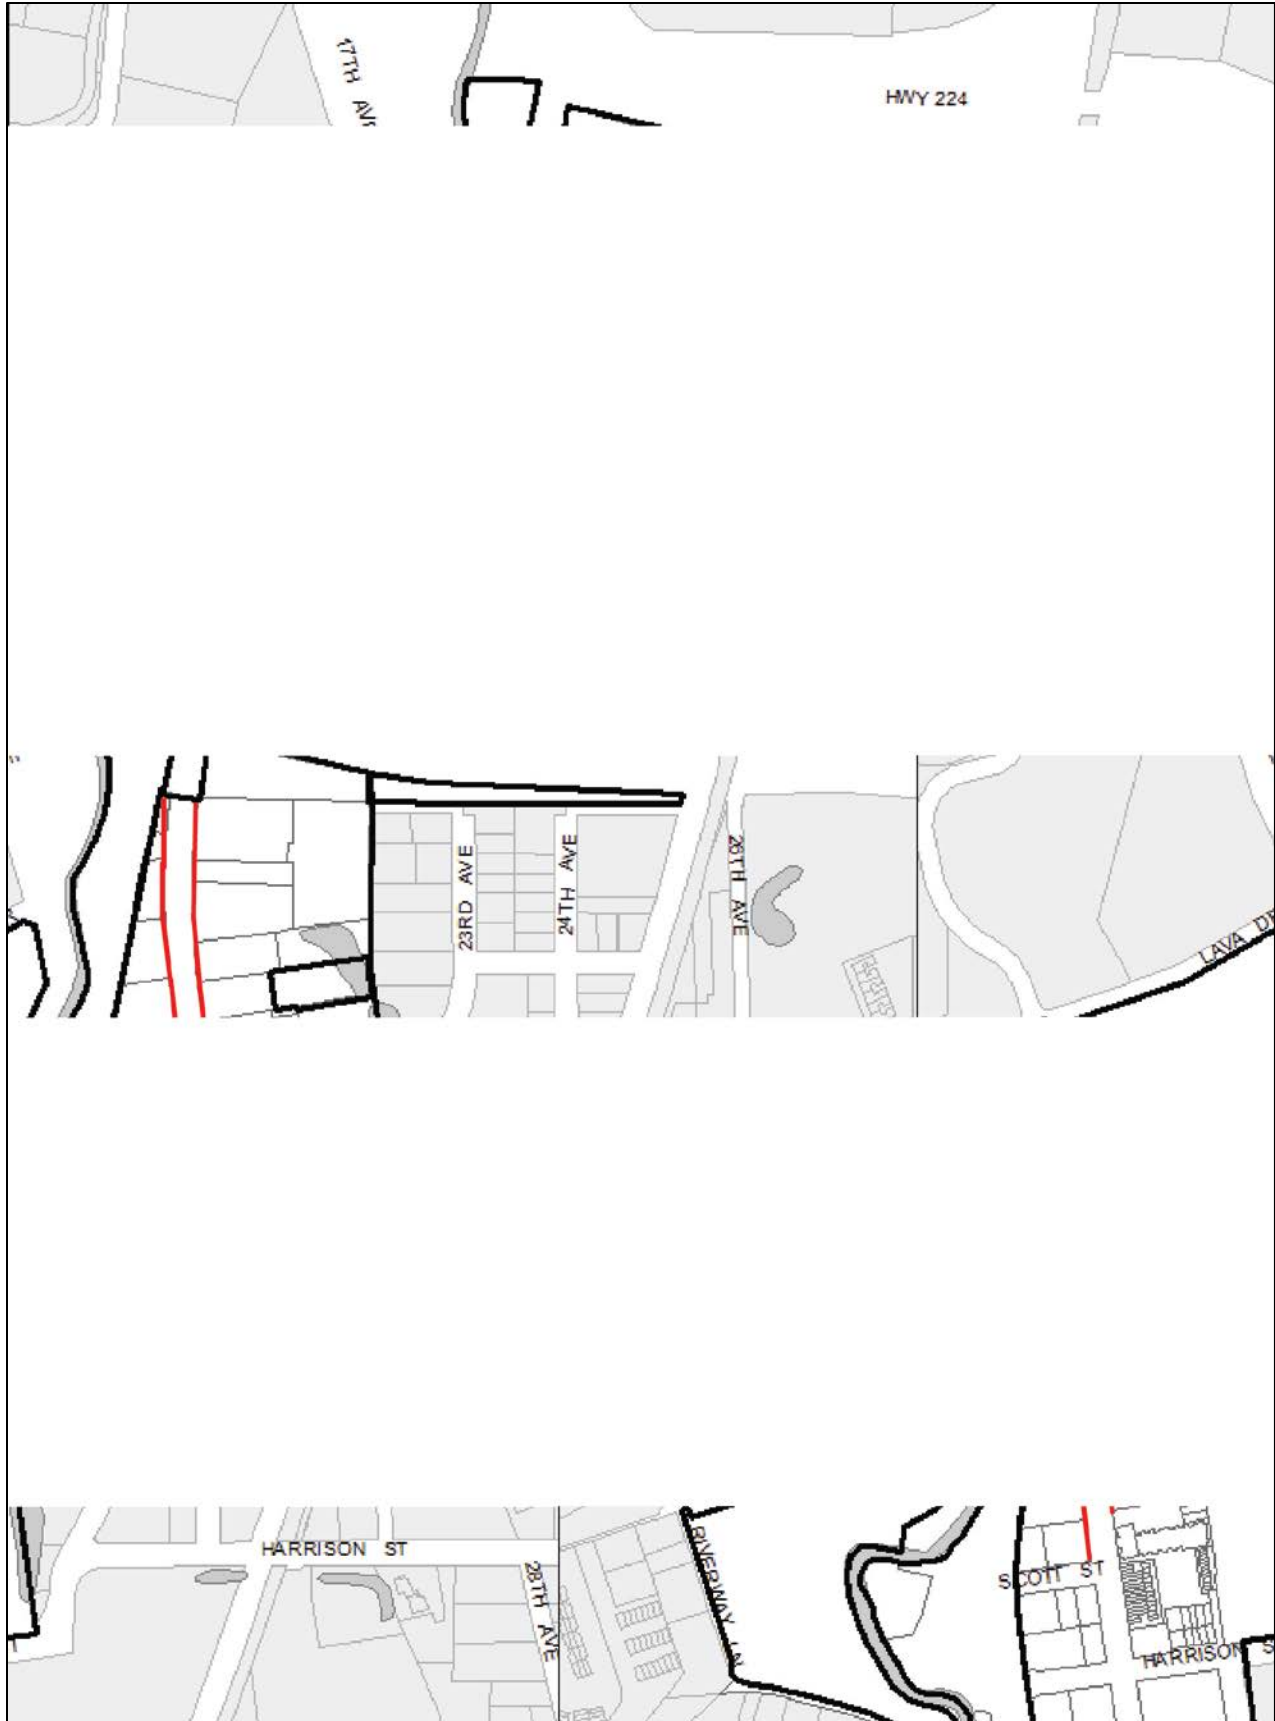 17TH AVE
HWY 224
23RD AVE
24TH AVE
26TH AVE
LAVA DR
HARRISON ST
28TH AVE
RIVERWAY LN
SCOTT ST
HARRISON S